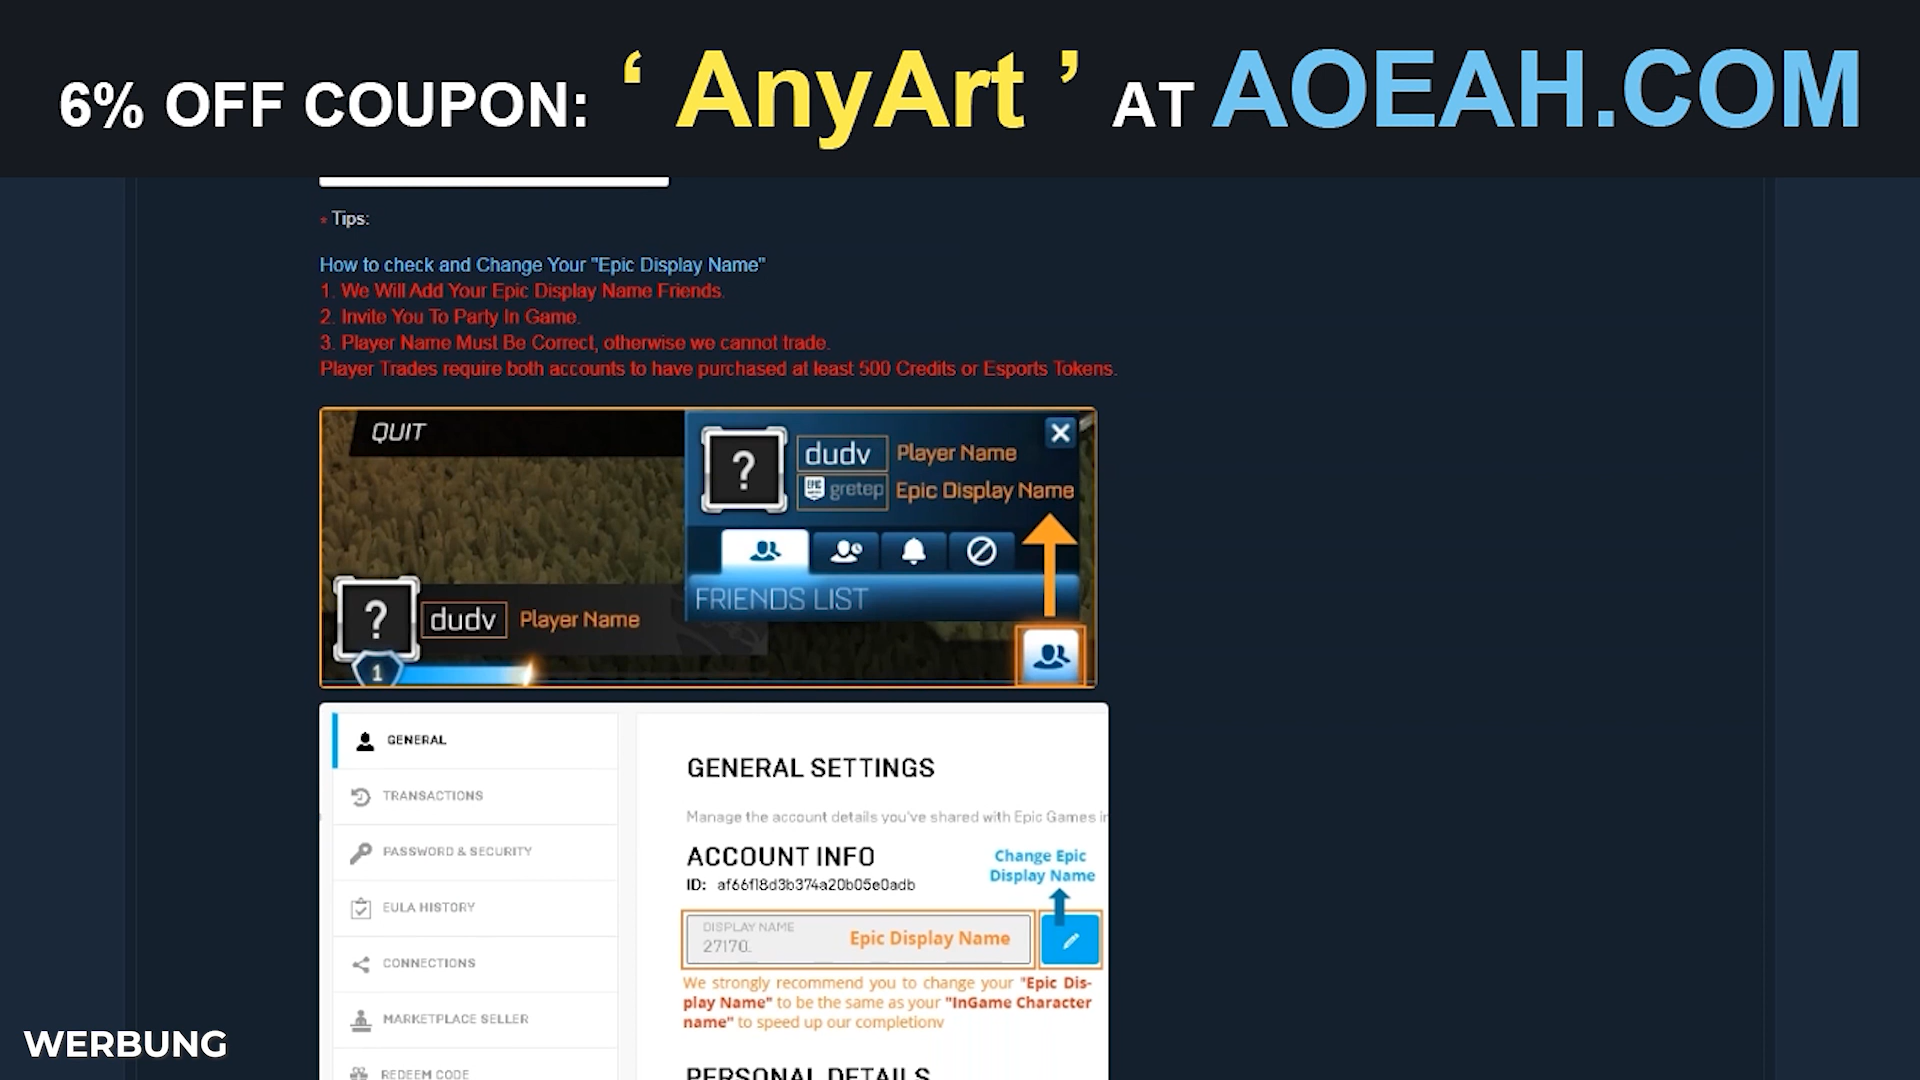 6% OFF COUPON: ‘ AnyArt ’ AT AOEAH.COM
* Tips:
How to check and Change Your "Epic Display Name"
1. We Will Add Your Epic Display Name Friends.
2. Invite You To Party In Game.
3. Player Name Must Be Correct, otherwise we cannot trade.
Player Trades require both accounts to have purchased at least 500 Credits or Esports Tokens.
QUIT
? dudv Player Name
EPIC GAMES gretep Epic Display Name
FRIENDS LIST
? dudv Player Name
1
GENERAL
TRANSACTIONS
PASSWORD & SECURITY
EULA HISTORY
CONNECTIONS
MARKETPLACE SELLER
REDEEM CODE
GENERAL SETTINGS
Manage the account details you've shared with Epic Games in
ACCOUNT INFO
ID: af66f18d3b374a20b05e0adb
Change Epic
Display Name
DISPLAY NAME
27170.
Epic Display Name
We strongly recommend you to change your "Epic Dis-
play Name" to be the same as your "InGame Character
name" to speed up our completionv
PERSONAL DETAILS
WERBUNG